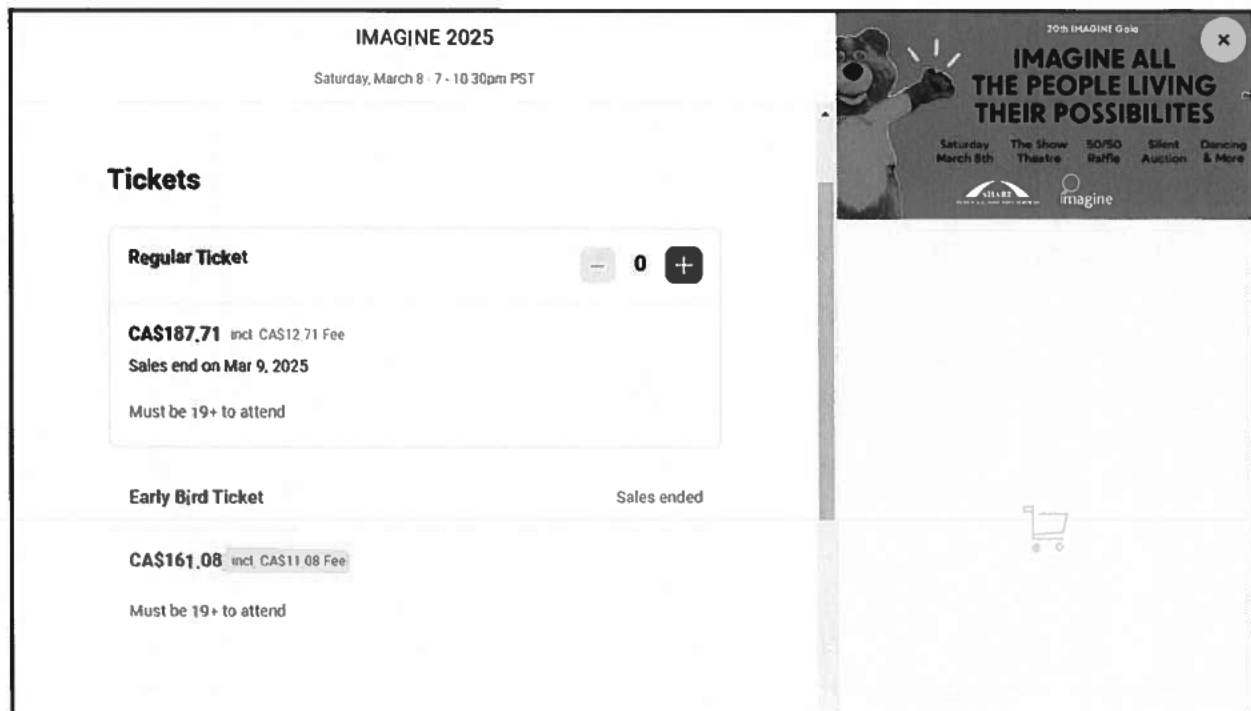 IMAGINE 2025
Saturday, March 8 · 7 - 10:30pm PST
Tickets
Regular Ticket
0
CA$187.71 incl. CA$12.71 Fee
Sales end on Mar 9, 2025
Must be 19+ to attend
Early Bird Ticket
Sales ended
CA$161.08 incl. CA$11.08 Fee
Must be 19+ to attend
20th IMAGINE Gala
IMAGINE ALL
THE PEOPLE LIVING
THEIR POSSIBILITES
Saturday March 8th
The Show Theatre
50/50 Raffle
Silent Auction
Dancing & More
SHARE
imagine